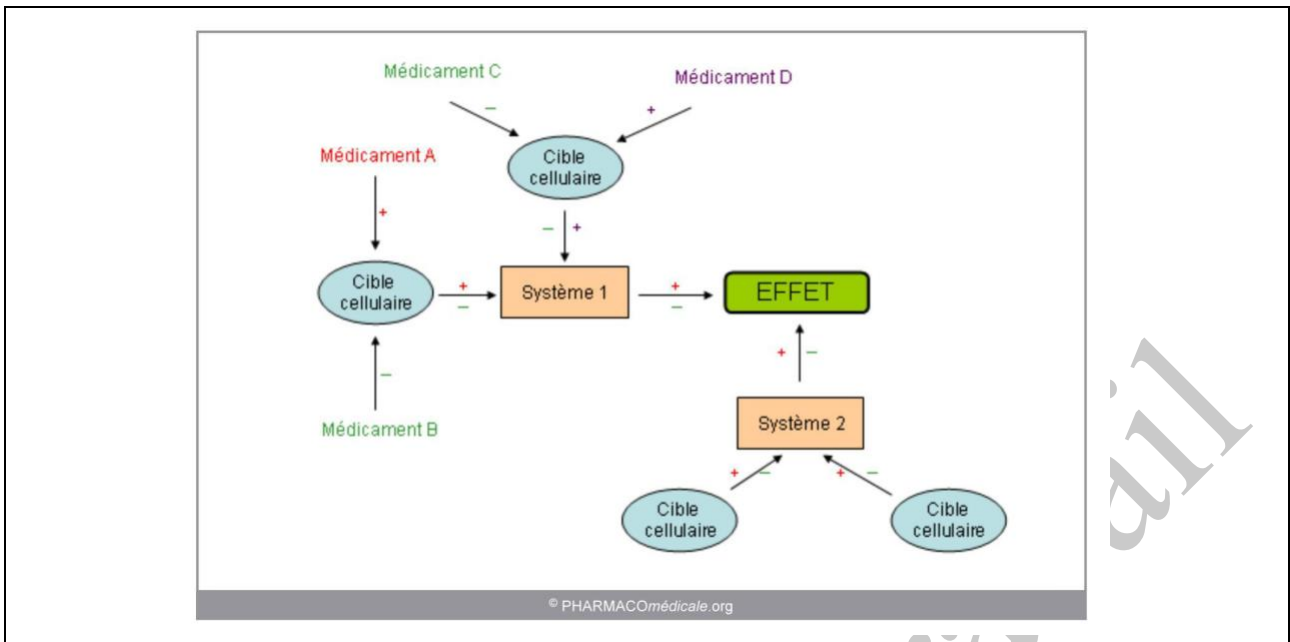 Médicament C
Médicament D
–
+
Médicament A
Cible
cellulaire
+
– +
Cible
cellulaire
+
–
Système 1
+
–
EFFET
–
+ –
Médicament B
Système 2
+ –
+ –
Cible
cellulaire
Cible
cellulaire
© PHARMACOmédicale.org